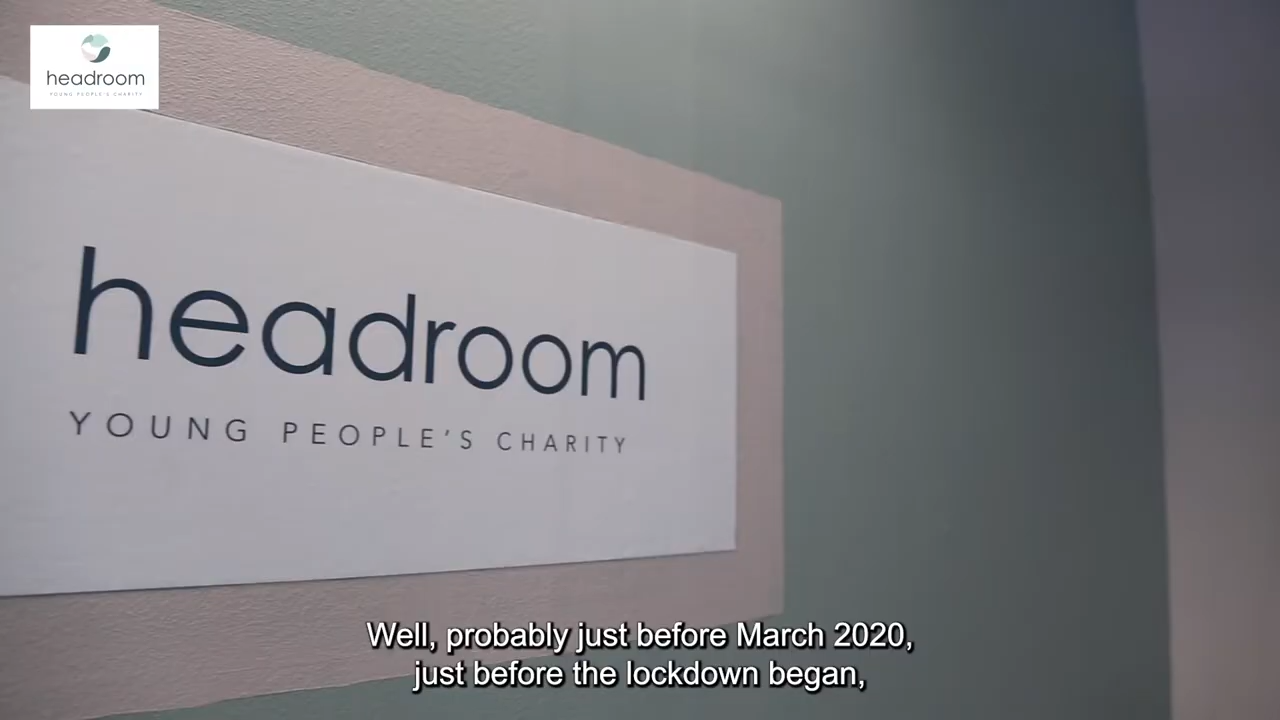 headroom
YOUNG PEOPLE'S CHARITY
headroom
YOUNG PEOPLE'S CHARITY
Well, probably just before March 2020,
just before the lockdown began,